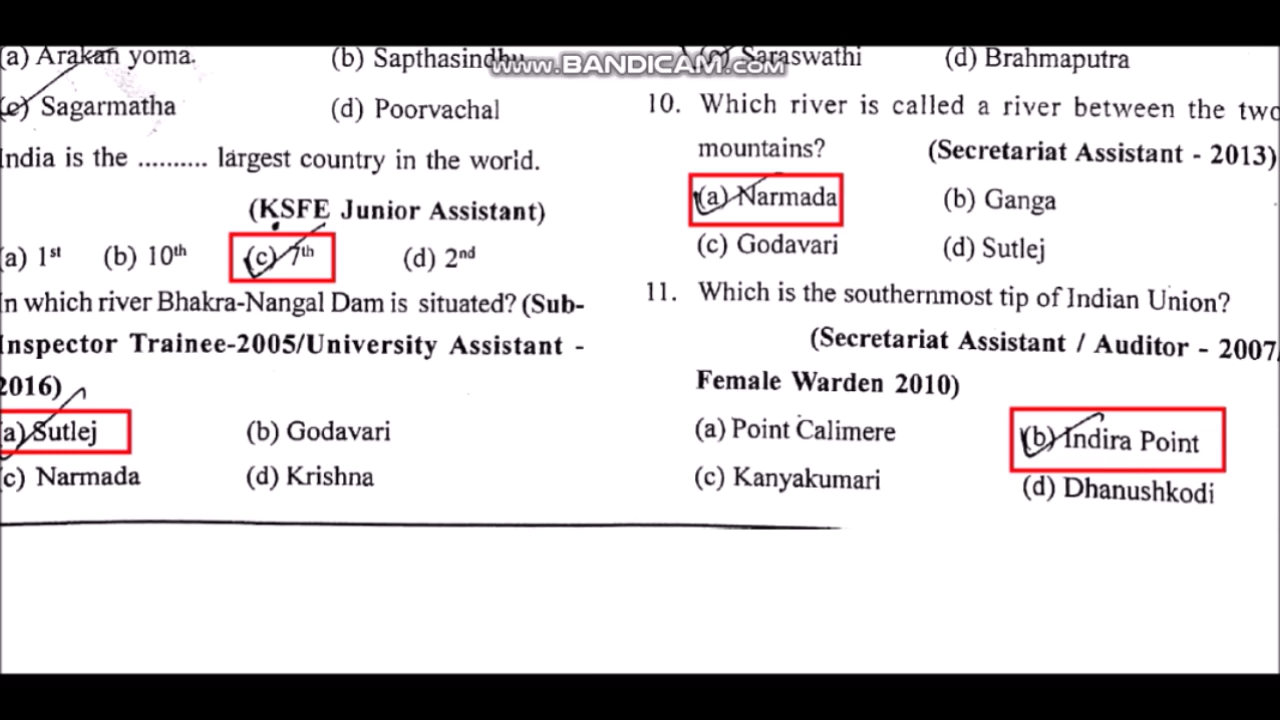 (a) Arakan yoma. (b) Sapthasindhu
(c) Sagarmatha (d) Poorvachal
India is the .......... largest country in the world.
(KSFE Junior Assistant)
(a) 1st (b) 10th (c) 7th (d) 2nd
In which river Bhakra-Nangal Dam is situated? (Sub-
Inspector Trainee-2005/University Assistant -
2016)
(a) Sutlej (b) Godavari
(c) Narmada (d) Krishna
www.BANDICAM.com
(c) Saraswathi (d) Brahmaputra
10. Which river is called a river between the two
mountains? (Secretariat Assistant - 2013)
(a) Narmada (b) Ganga
(c) Godavari (d) Sutlej
11. Which is the southernmost tip of Indian Union?
(Secretariat Assistant / Auditor - 2007/
Female Warden 2010)
(a) Point Calimere (b) Indira Point
(c) Kanyakumari (d) Dhanushkodi